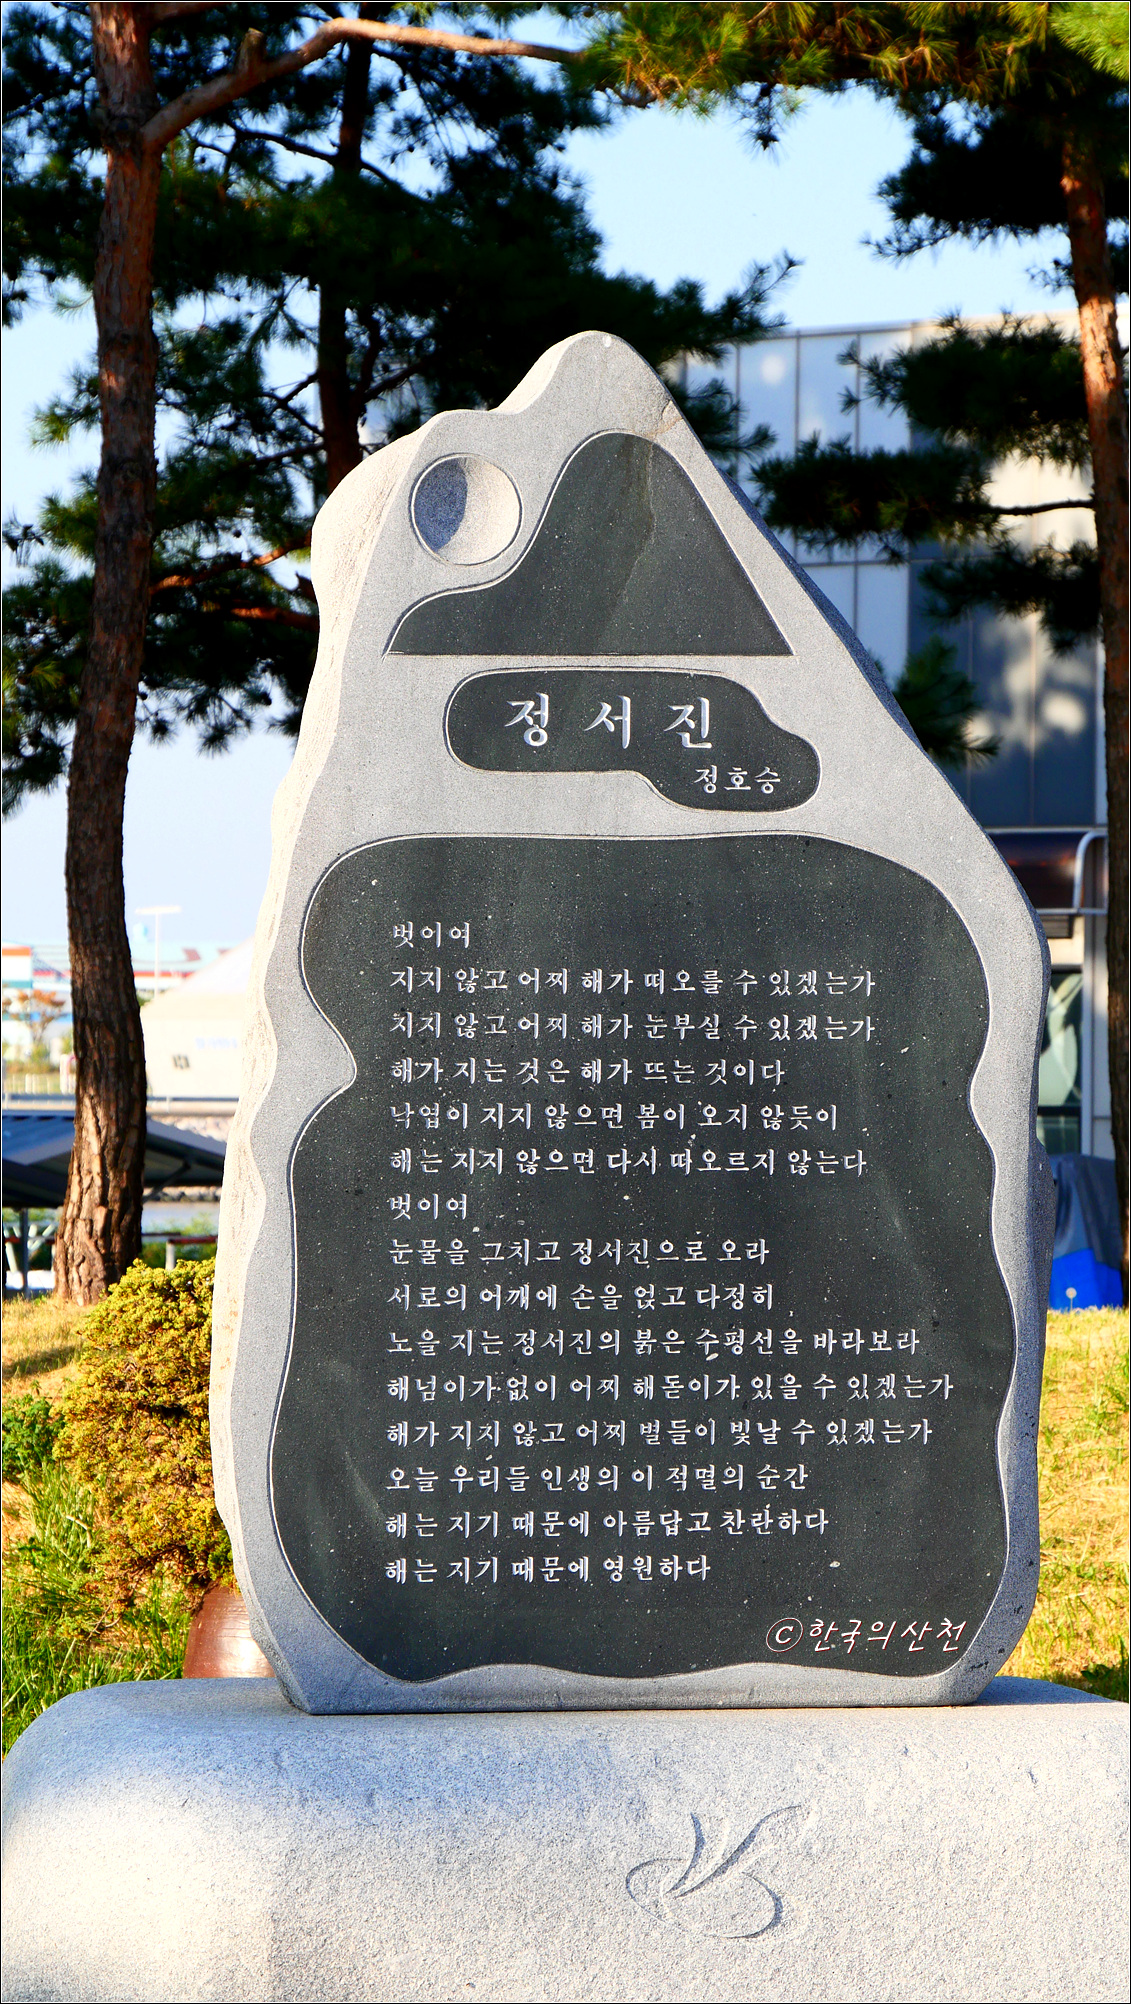 정서진
정호승
벗이여
지지 않고 어찌 해가 떠오를 수 있겠는가
지지 않고 어찌 해가 눈부실 수 있겠는가
해가 지는 것은 해가 뜨는 것이다
낙엽이 지지 않으면 봄이 오지 않듯이
해는 지지 않으면 다시 떠오르지 않는다
벗이여
눈물을 그치고 정서진으로 오라
서로의 어깨에 손을 얹고 다정히
노을 지는 정서진의 붉은 수평선을 바라보라
해넘이가 없이 어찌 해돋이가 있을 수 있겠는가
해가 지지 않고 어찌 별들이 빛날 수 있겠는가
오늘 우리들 인생의 이 적멸의 순간
해는 지기 때문에 아름답고 찬란하다
해는 지기 때문에 영원하다
ⓒ한국의산천